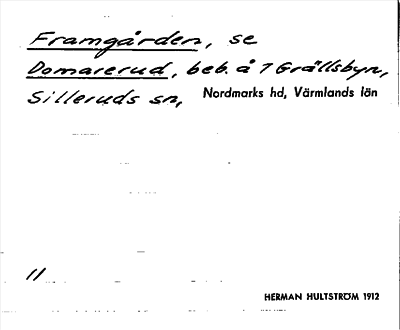 Framgården, se
Domarerud, beb. å 7 Grällsbyn,
Silleruds sn, Nordmarks hd, Värmlands län
11
HERMAN HULTSTRÖM 1912